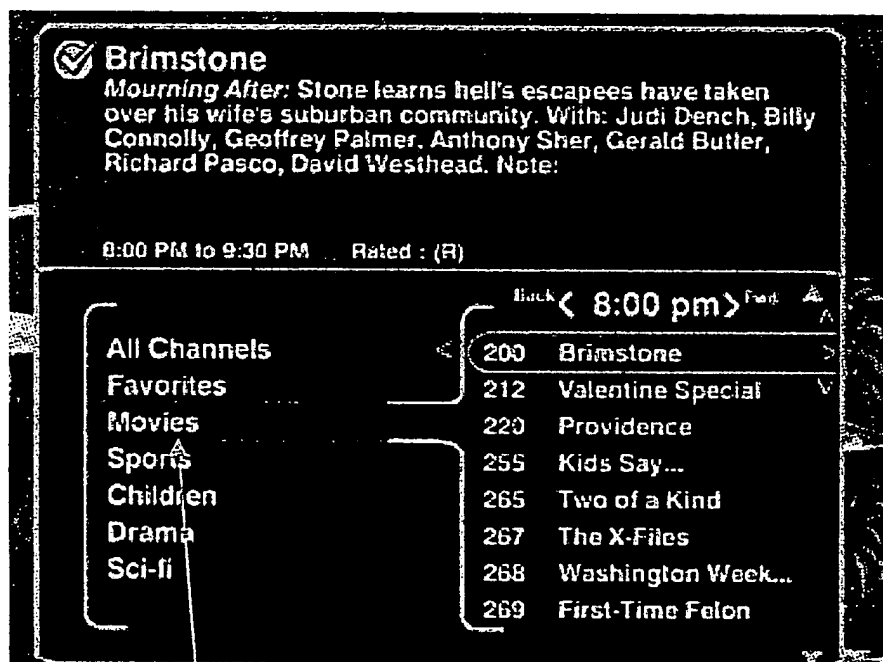 Brimstone
Mourning After: Stone learns hell's escapees have taken
over his wife's suburban community. With: Judi Dench, Billy
Connolly, Geoffrey Palmer, Anthony Sher, Gerald Butler,
Richard Pasco, David Westhead. Note:
8:00 PM to 9:30 PM Rated : (R)
Back < 8:00 pm > Fwd
All Channels
Favorites
Movies
Sports
Children
Drama
Sci-fi
200 Brimstone
212 Valentine Special
220 Providence
255 Kids Say...
265 Two of a Kind
267 The X-Files
268 Washington Week...
269 First-Time Felon